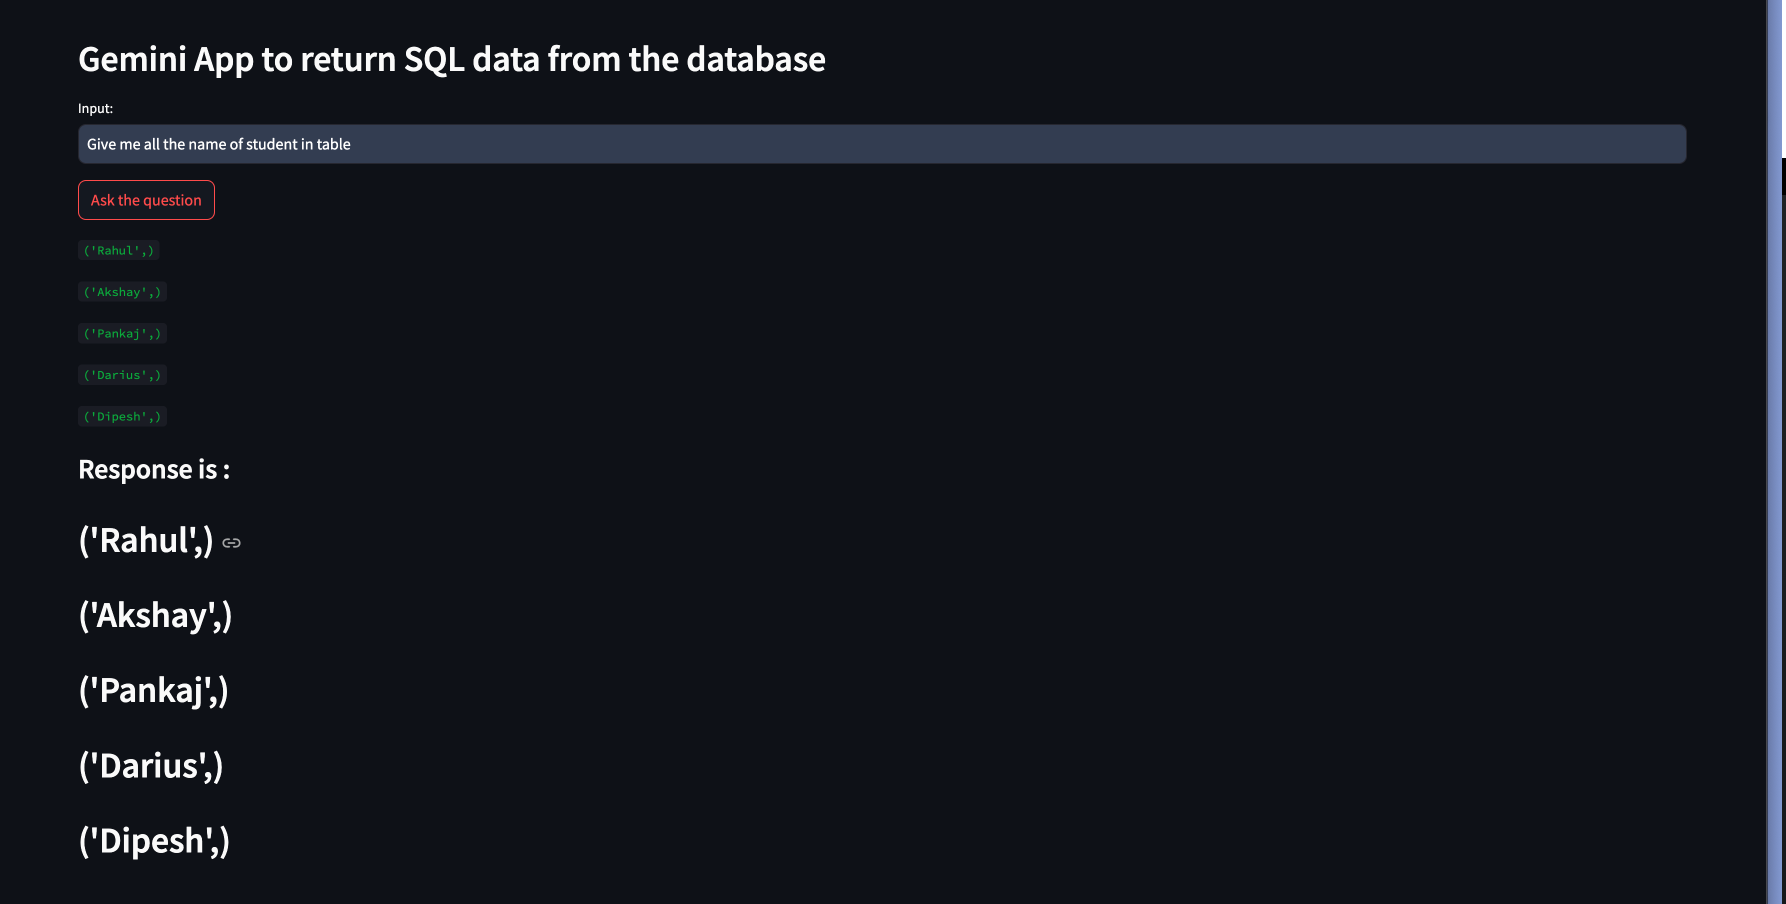 Gemini App to return SQL data from the database
Input:
Give me all the name of student in table
Ask the question
('Rahul',)
('Akshay',)
('Pankaj',)
('Darius',)
('Dipesh',)
Response is :
('Rahul',)
('Akshay',)
('Pankaj',)
('Darius',)
('Dipesh',)